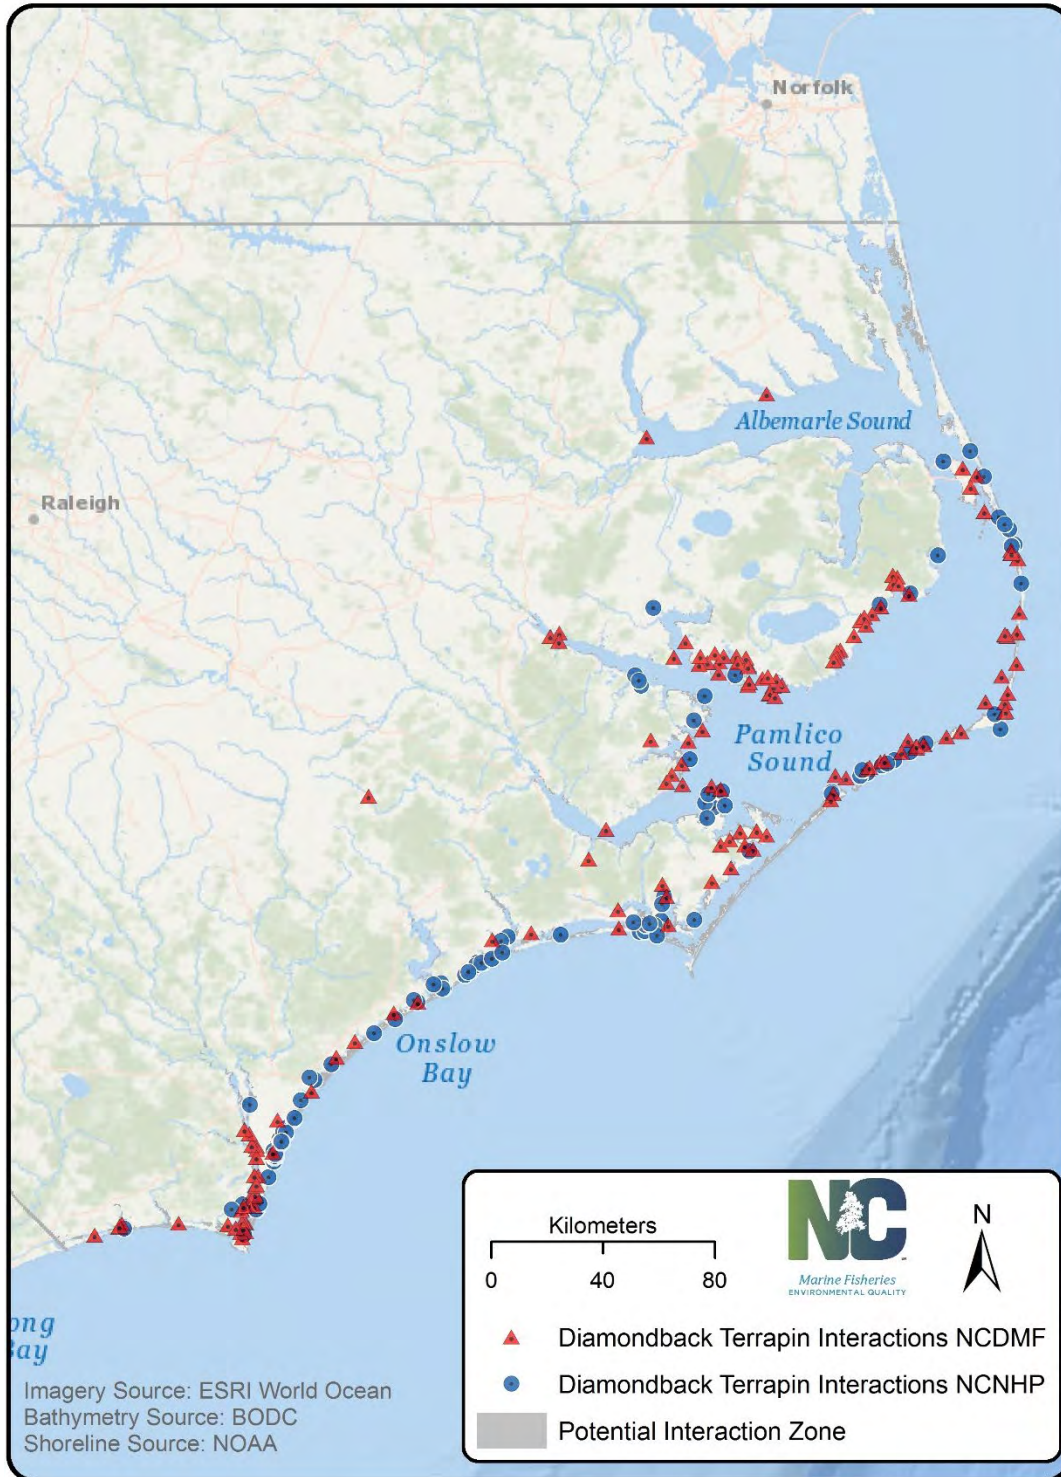 Norfolk
Albemarle Sound
Raleigh
Pamlico
Sound
Onslow
Bay
ong
Bay
Kilometers
0 40 80
NC
Marine Fisheries
ENVIRONMENTAL QUALITY
N
Diamondback Terrapin Interactions NCDMF
Diamondback Terrapin Interactions NCNHP
Potential Interaction Zone
Imagery Source: ESRI World Ocean
Bathymetry Source: BODC
Shoreline Source: NOAA